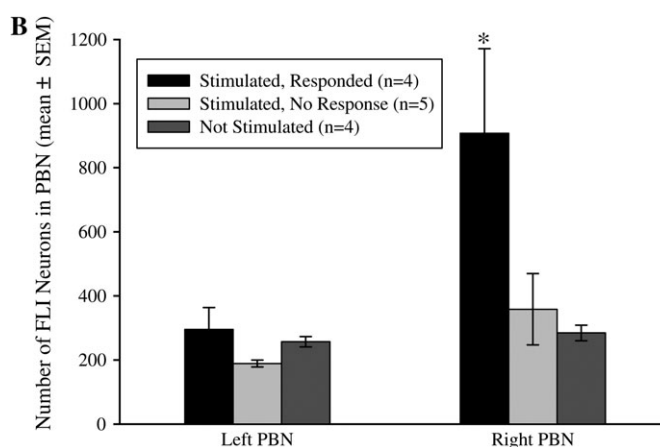 B
Number of FLI Neurons in PBN (mean ± SEM)
1200
1000
800
600
400
200
0
Stimulated, Responded (n=4)
Stimulated, No Response (n=5)
Not Stimulated (n=4)
*
Left PBN
Right PBN